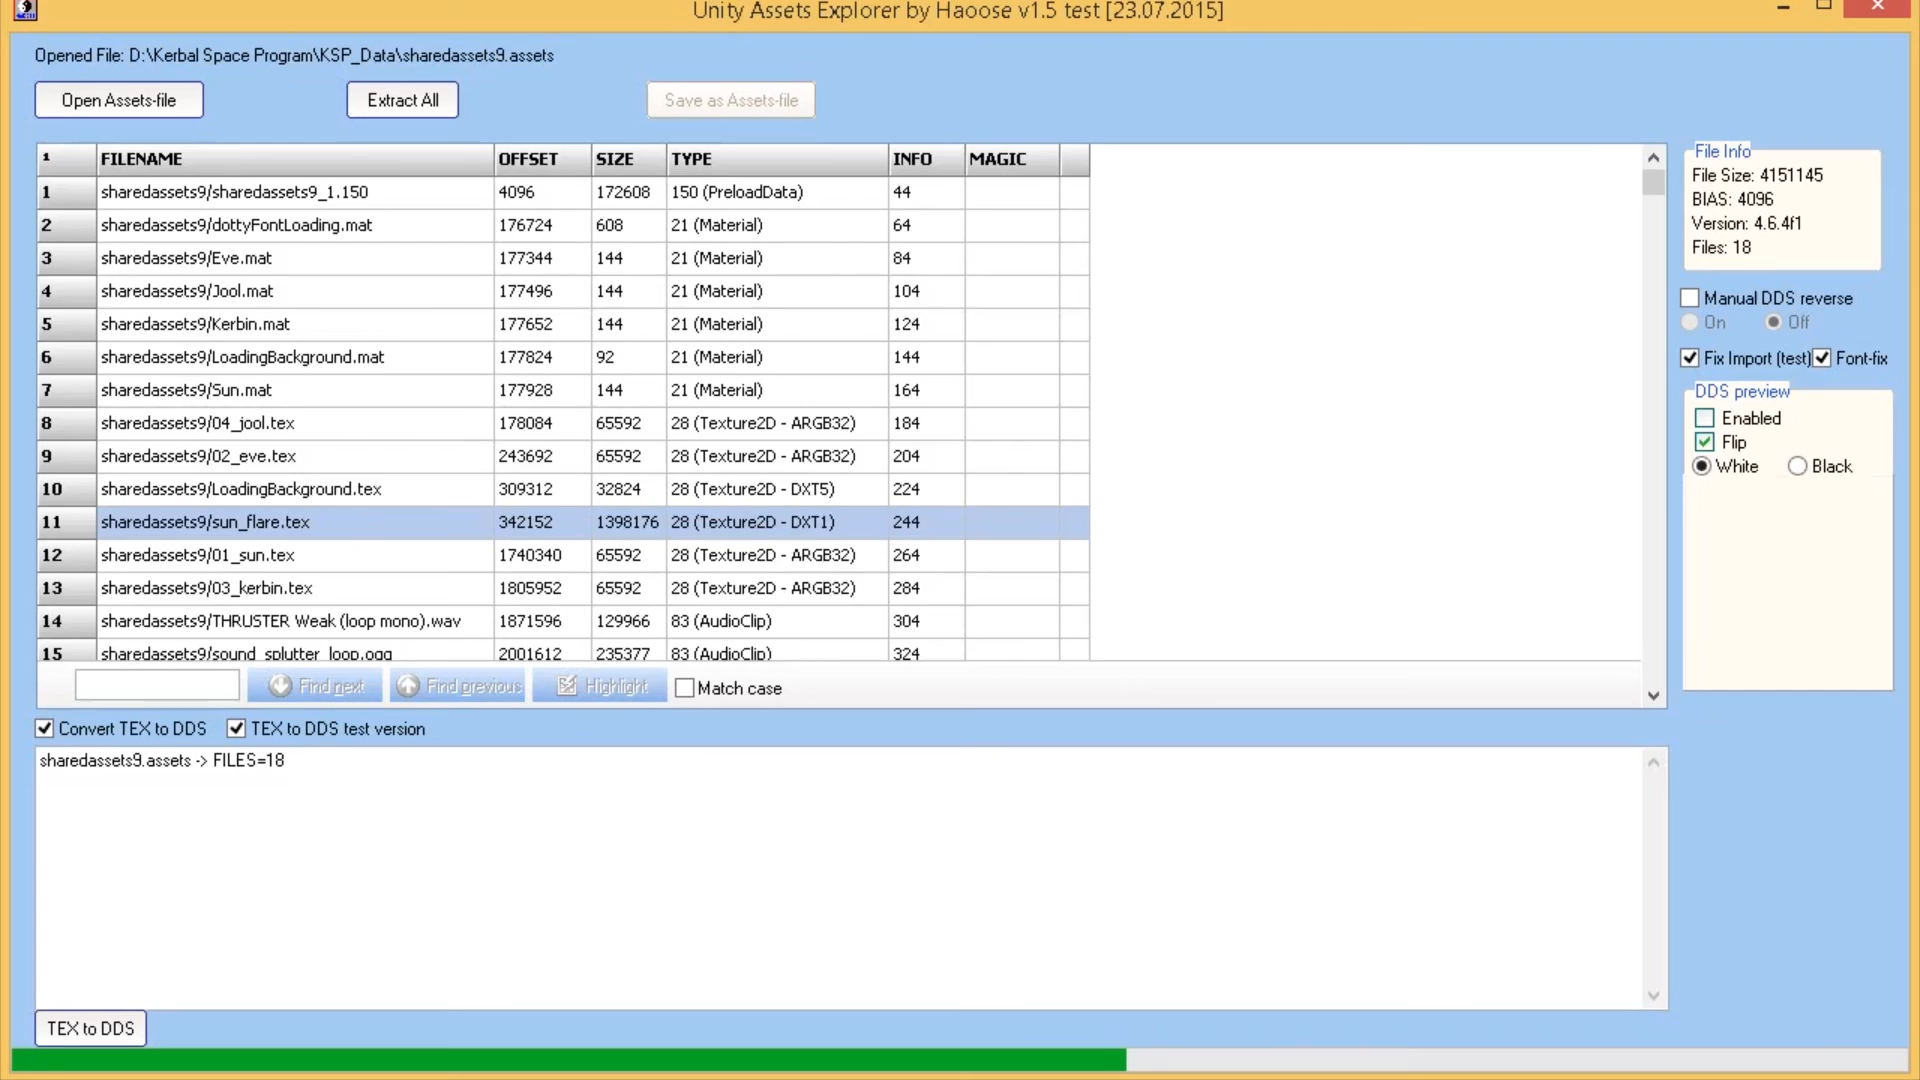 Unity Assets Explorer by Haoose v1.5 test [23.07.2015]
Opened File: D:\Kerbal Space Program\KSP_Data\sharedassets9.assets
Open Assets-file Extract All Save as Assets-file
1 FILENAME OFFSET SIZE TYPE INFO MAGIC
1 sharedassets9/sharedassets9_1.150 4096 172608 150 (PreloadData) 44
2 sharedassets9/dottyFontLoading.mat 176724 608 21 (Material) 64
3 sharedassets9/Eve.mat 177344 144 21 (Material) 84
4 sharedassets9/Jool.mat 177496 144 21 (Material) 104
5 sharedassets9/Kerbin.mat 177652 144 21 (Material) 124
6 sharedassets9/LoadingBackground.mat 177824 92 21 (Material) 144
7 sharedassets9/Sun.mat 177928 144 21 (Material) 164
8 sharedassets9/04_jool.tex 178084 65592 28 (Texture2D - ARGB32) 184
9 sharedassets9/02_eve.tex 243692 65592 28 (Texture2D - ARGB32) 204
10 sharedassets9/LoadingBackground.tex 309312 32824 28 (Texture2D - DXT5) 224
11 sharedassets9/sun_flare.tex 342152 1398176 28 (Texture2D - DXT1) 244
12 sharedassets9/01_sun.tex 1740340 65592 28 (Texture2D - ARGB32) 264
13 sharedassets9/03_kerbin.tex 1805952 65592 28 (Texture2D - ARGB32) 284
14 sharedassets9/THRUSTER Weak (loop mono).wav 1871596 129966 83 (AudioClip) 304
15 sharedassets9/sound_splutter_loop.ogg 2001612 235377 83 (AudioClip) 324
Find next Find previous Highlight Match case
Convert TEX to DDS TEX to DDS test version
sharedassets9.assets -> FILES=18
TEX to DDS
File Info
File Size: 4151145
BIAS: 4096
Version: 4.6.4f1
Files: 18
Manual DDS reverse
On Off
Fix Import (test) Font-fix
DDS preview
Enabled
Flip
White Black